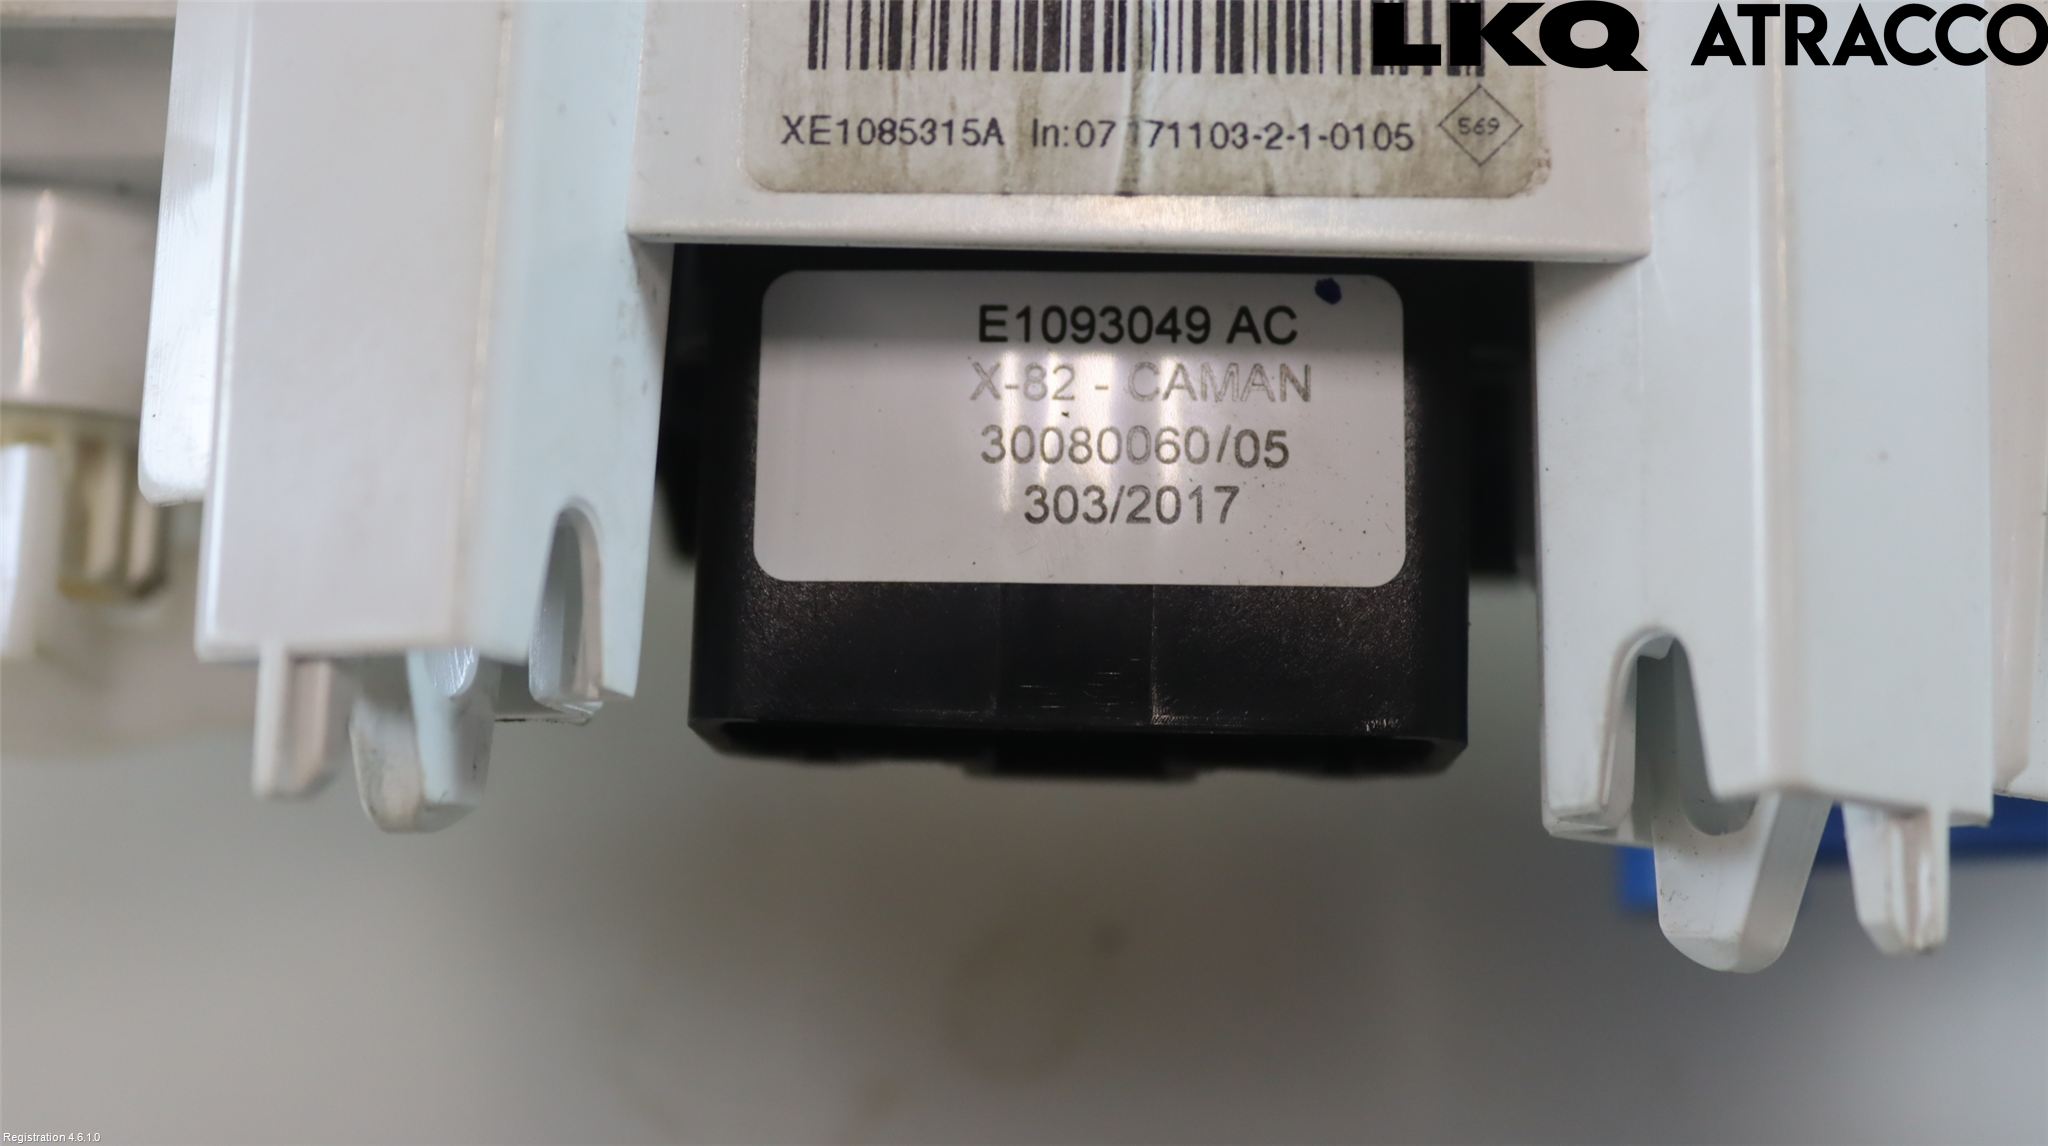 LKQ ATRACCO
XE1085315A In:07 171103-2-1-0105
569
E1093049 AC
X-82 - CAMAN
30080060/05
303/2017
Registration 4.6.1.0